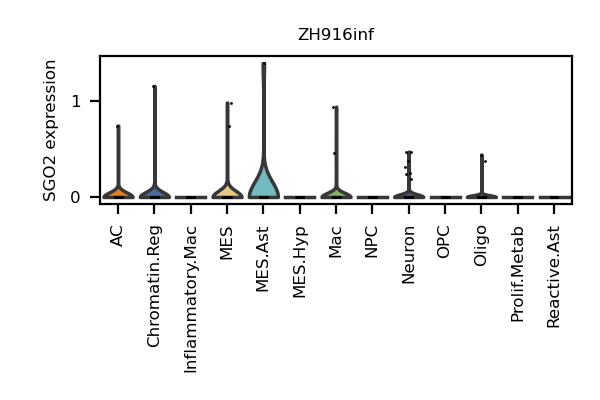 ZH916inf
SGO2 expression
1
0
AC
Chromatin.Reg
Inflammatory.Mac
MES
MES.Ast
MES.Hyp
Mac
NPC
Neuron
OPC
Oligo
Prolif.Metab
Reactive.Ast